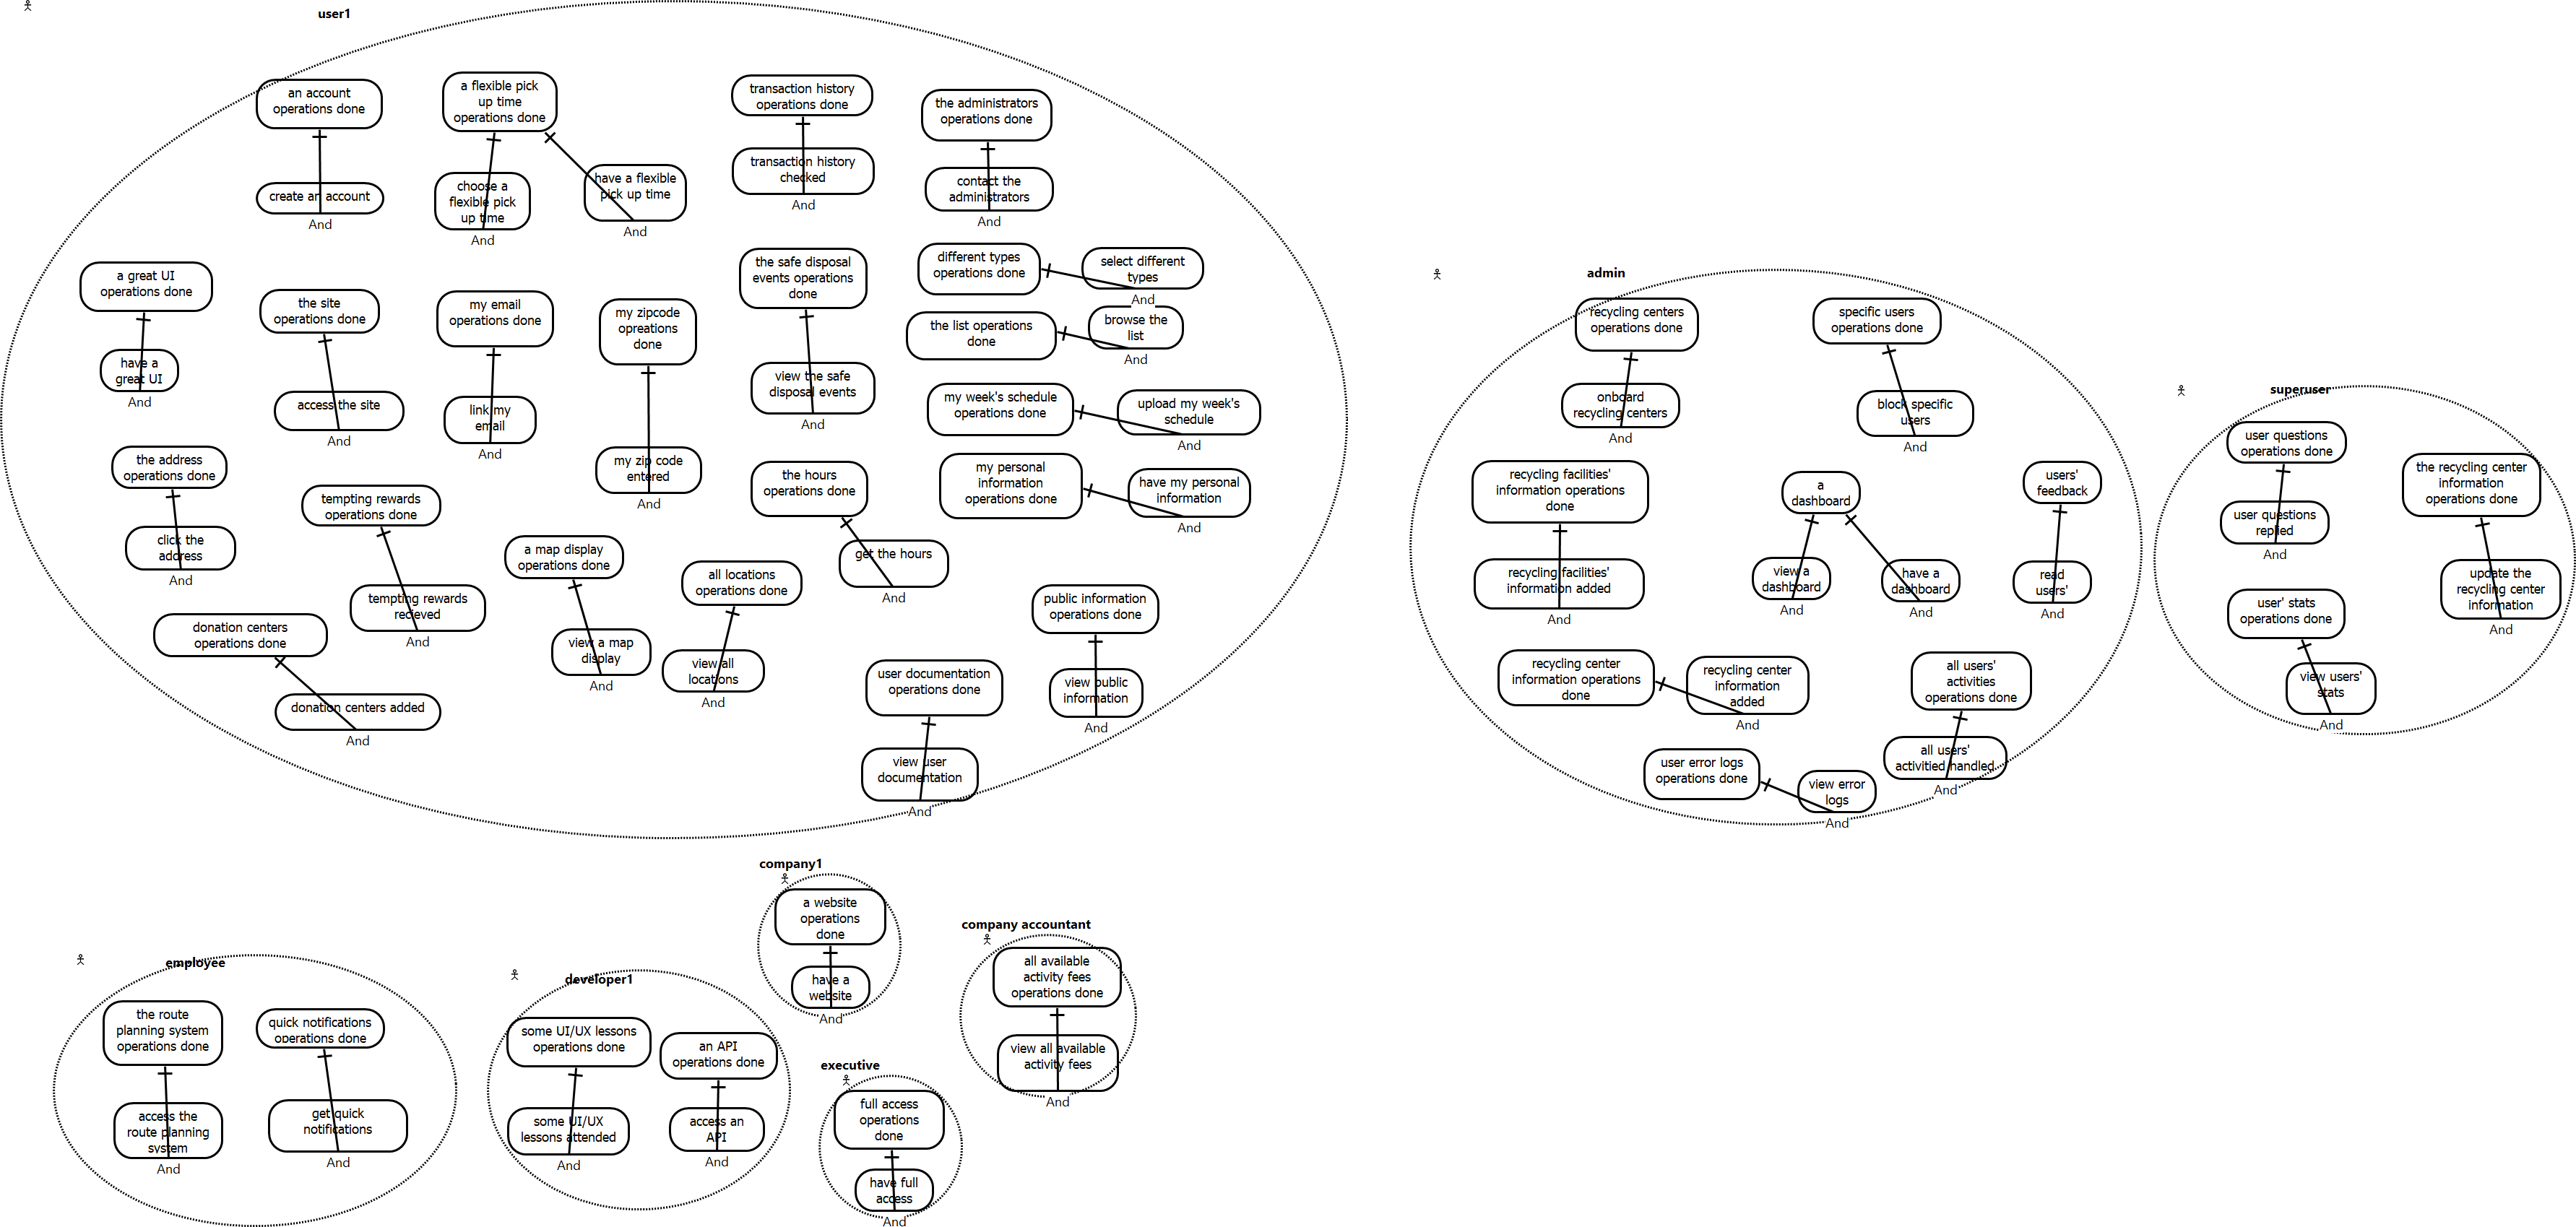 user1
an account
operations done
create an account
And
a flexible pick
up time
operations done
choose a
flexible pick
up time
And
have a flexible
pick up time
And
transaction history
operations done
transaction history
checked
And
the administrators
operations done
contact the
administrators
And
a great UI
operations done
have a
great UI
And
the site
operations done
access the site
And
my email
operations done
link my
email
And
my zipcode
opreations
done
my zip code
entered
And
the safe disposal
events operations
done
view the safe
disposal events
And
different types
operations done
select different
types
And
the list operations
done
browse the
list
And
my week's schedule
operations done
upload my week's
schedule
And
my personal
information
operations done
have my personal
information
And
the address
operations done
click the
address
And
tempting rewards
operations done
tempting rewards
recieved
And
the hours
operations done
get the hours
And
a map display
operations done
view a map
display
And
all locations
operations done
view all
locations
And
donation centers
operations done
donation centers added
And
public information
operations done
view public
information
And
user documentation
operations done
view user
documentation
And
admin
recycling centers
operations done
onboard
recycling centers
And
specific users
operations done
block specific
users
And
recycling facilities'
information operations
done
recycling facilities'
information added
And
a
dashboard
view a
dashboard
And
have a
dashboard
And
users'
feedback
read
users'
And
recycling center
information operations
done
recycling center
information
added
And
all users'
activities
operations done
all users'
activitied handled
And
user error logs
operations done
view error
logs
And
superuser
user questions
operations done
user questions
replied
And
the recycling center
information
operations done
update the
recycling center
information
And
user' stats
operations done
view users'
stats
And
company1
a website
operations
done
have a
website
And
company accountant
all available
activity fees
operations done
view all available
activity fees
And
employee
the route
planning system
operations done
access the
route planning
system
And
quick notifications
operations done
get quick
notifications
And
developer1
some UI/UX lessons
operations done
some UI/UX
lessons attended
And
an API
operations done
access an
API
And
executive
full access
operations
done
have full
access
And